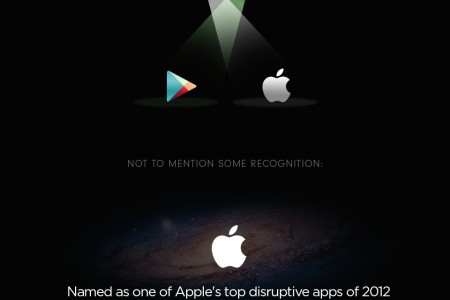 NOT TO MENTION SOME RECOGNITION:
Named as one of Apple's top disruptive apps of 2012